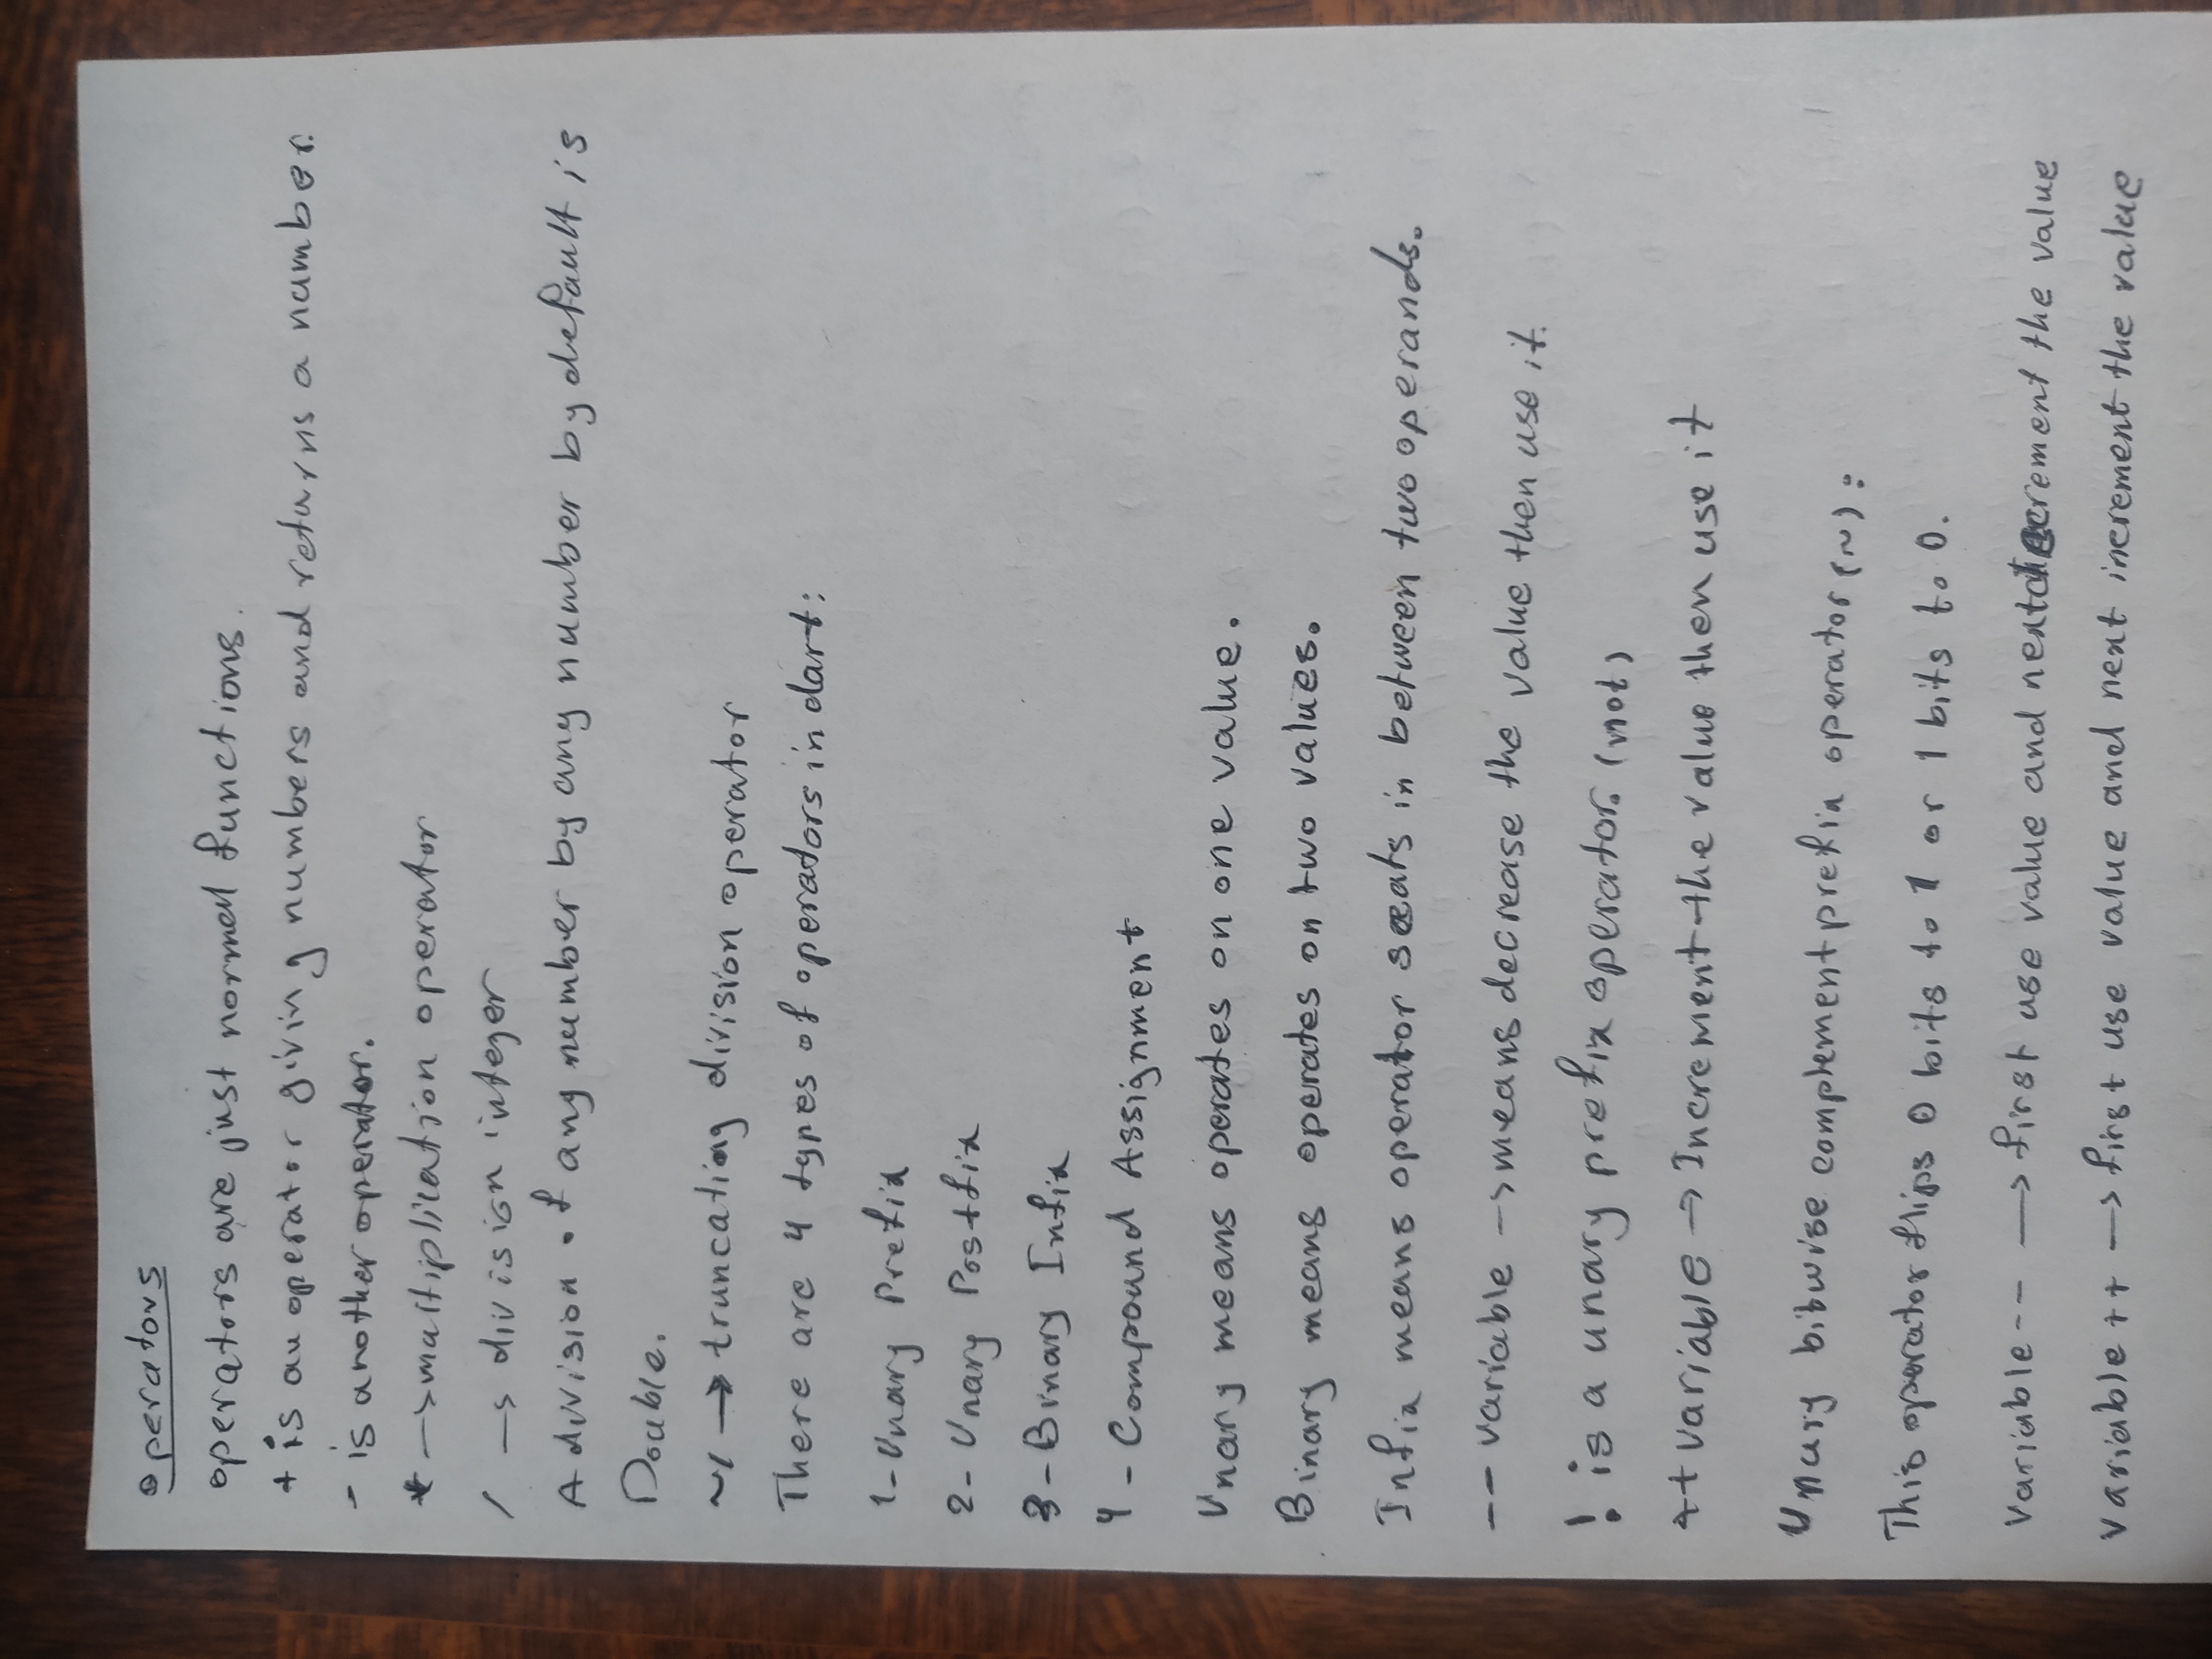 operators
operators are just normal functions.
+ is an operator giving numbers and returns a number.
- is another operator.
* -> multiplication operator
/ -> division integer
A division of any number by any number by default is
Double.
~/ -> truncating division operator
There are 4 types of operators in dart:
1- Unary Prefix
2- Unary Postfix
3- Binary Infix
4 - Compound Assignment
Unary means operates on one value.
Binary means operates on two values.
Infix means operator seats in between two operands.
-- variable -> means decrease the value then use it.
! is a unary prefix operator. (not)
++ variable -> Increment the value then use it
Unary bitwise complement prefix operator (~) :
This operator flips 0 bits to 1 or 1 bits to 0.
Variable -- -> first use value and next decrement the value
variable ++ -> first use value and next increment the value